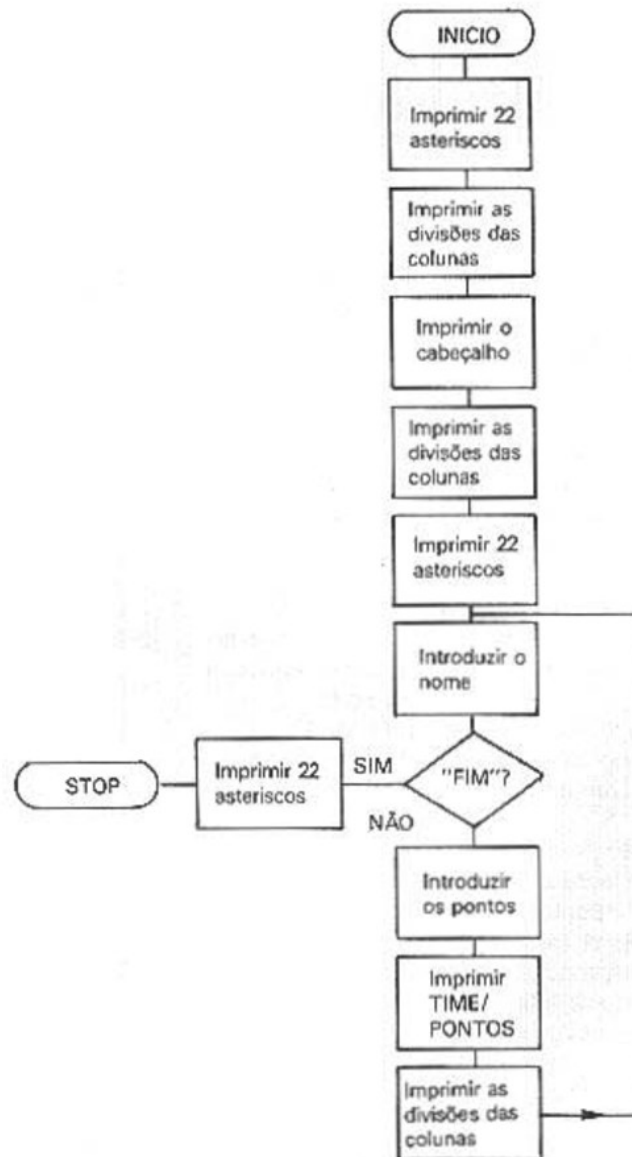 INICIO
Imprimir 22
asteriscos
Imprimir as
divisões das
colunas
Imprimir o
cabeçalho
Imprimir as
divisões das
colunas
Imprimir 22
asteriscos
Introduzir o
nome
"FIM"?
SIM
Imprimir 22
asteriscos
STOP
NÃO
Introduzir
os pontos
Imprimir
TIME/
PONTOS
Imprimir as
divisões das
colunas